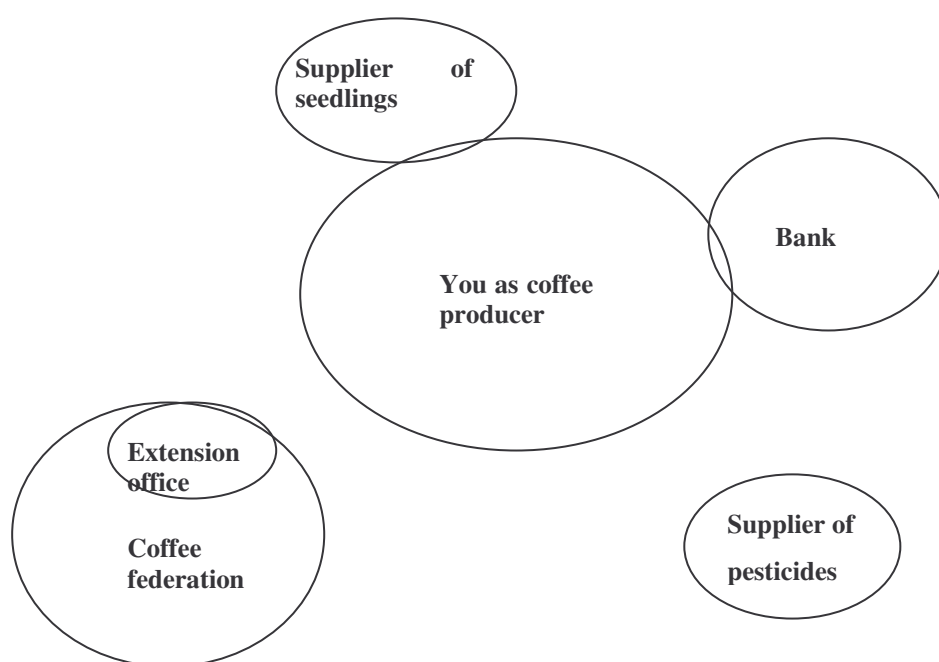 Supplier of
seedlings
Bank
You as coffee
producer
Extension
office
Coffee
federation
Supplier of
pesticides